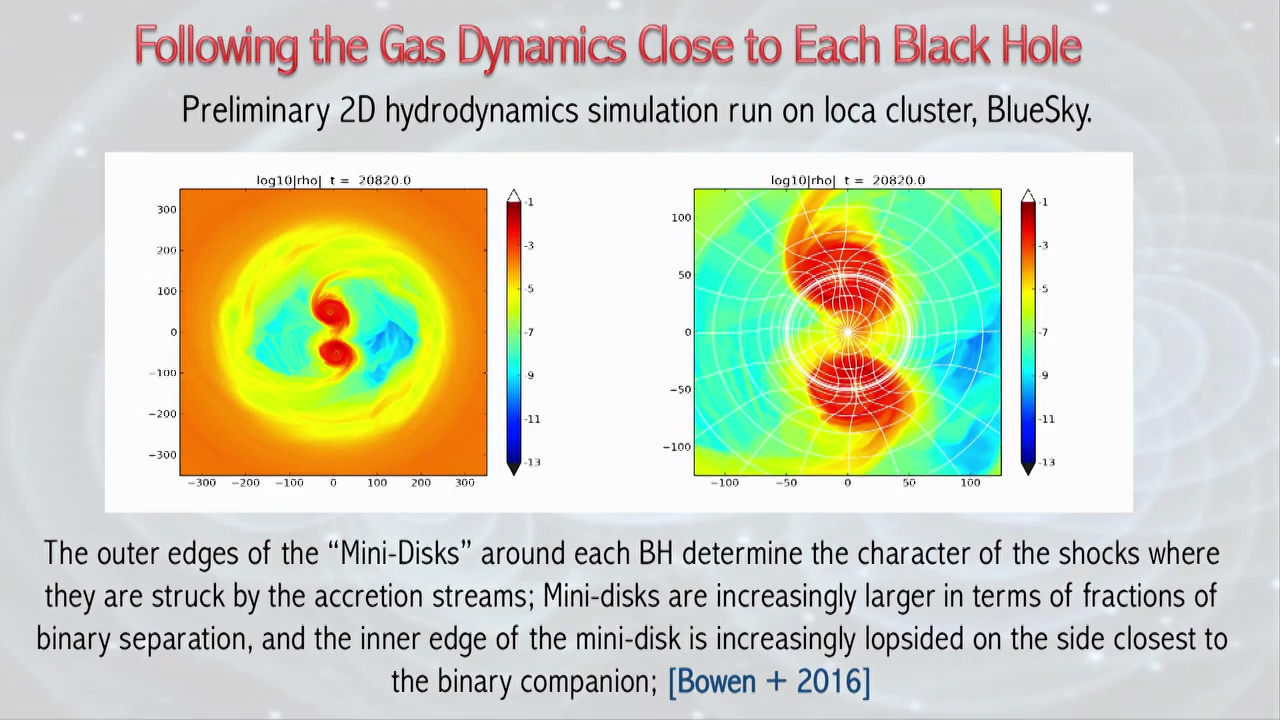 Following the Gas Dynamics Close to Each Black Hole
Preliminary 2D hydrodynamics simulation run on loca cluster, BlueSky.
log10|rho| t = 20820.0
300
200
100
0
−100
−200
−300
−300 −200 −100 0 100 200 300
-1
-3
-5
-7
-9
-11
-13
log10|rho| t = 20820.0
100
50
0
−50
−100
−100 −50 0 50 100
-1
-3
-5
-7
-9
-11
-13
The outer edges of the “Mini-Disks” around each BH determine the character of the shocks where
they are struck by the accretion streams; Mini-disks are increasingly larger in terms of fractions of
binary separation, and the inner edge of the mini-disk is increasingly lopsided on the side closest to
the binary companion; [Bowen + 2016]